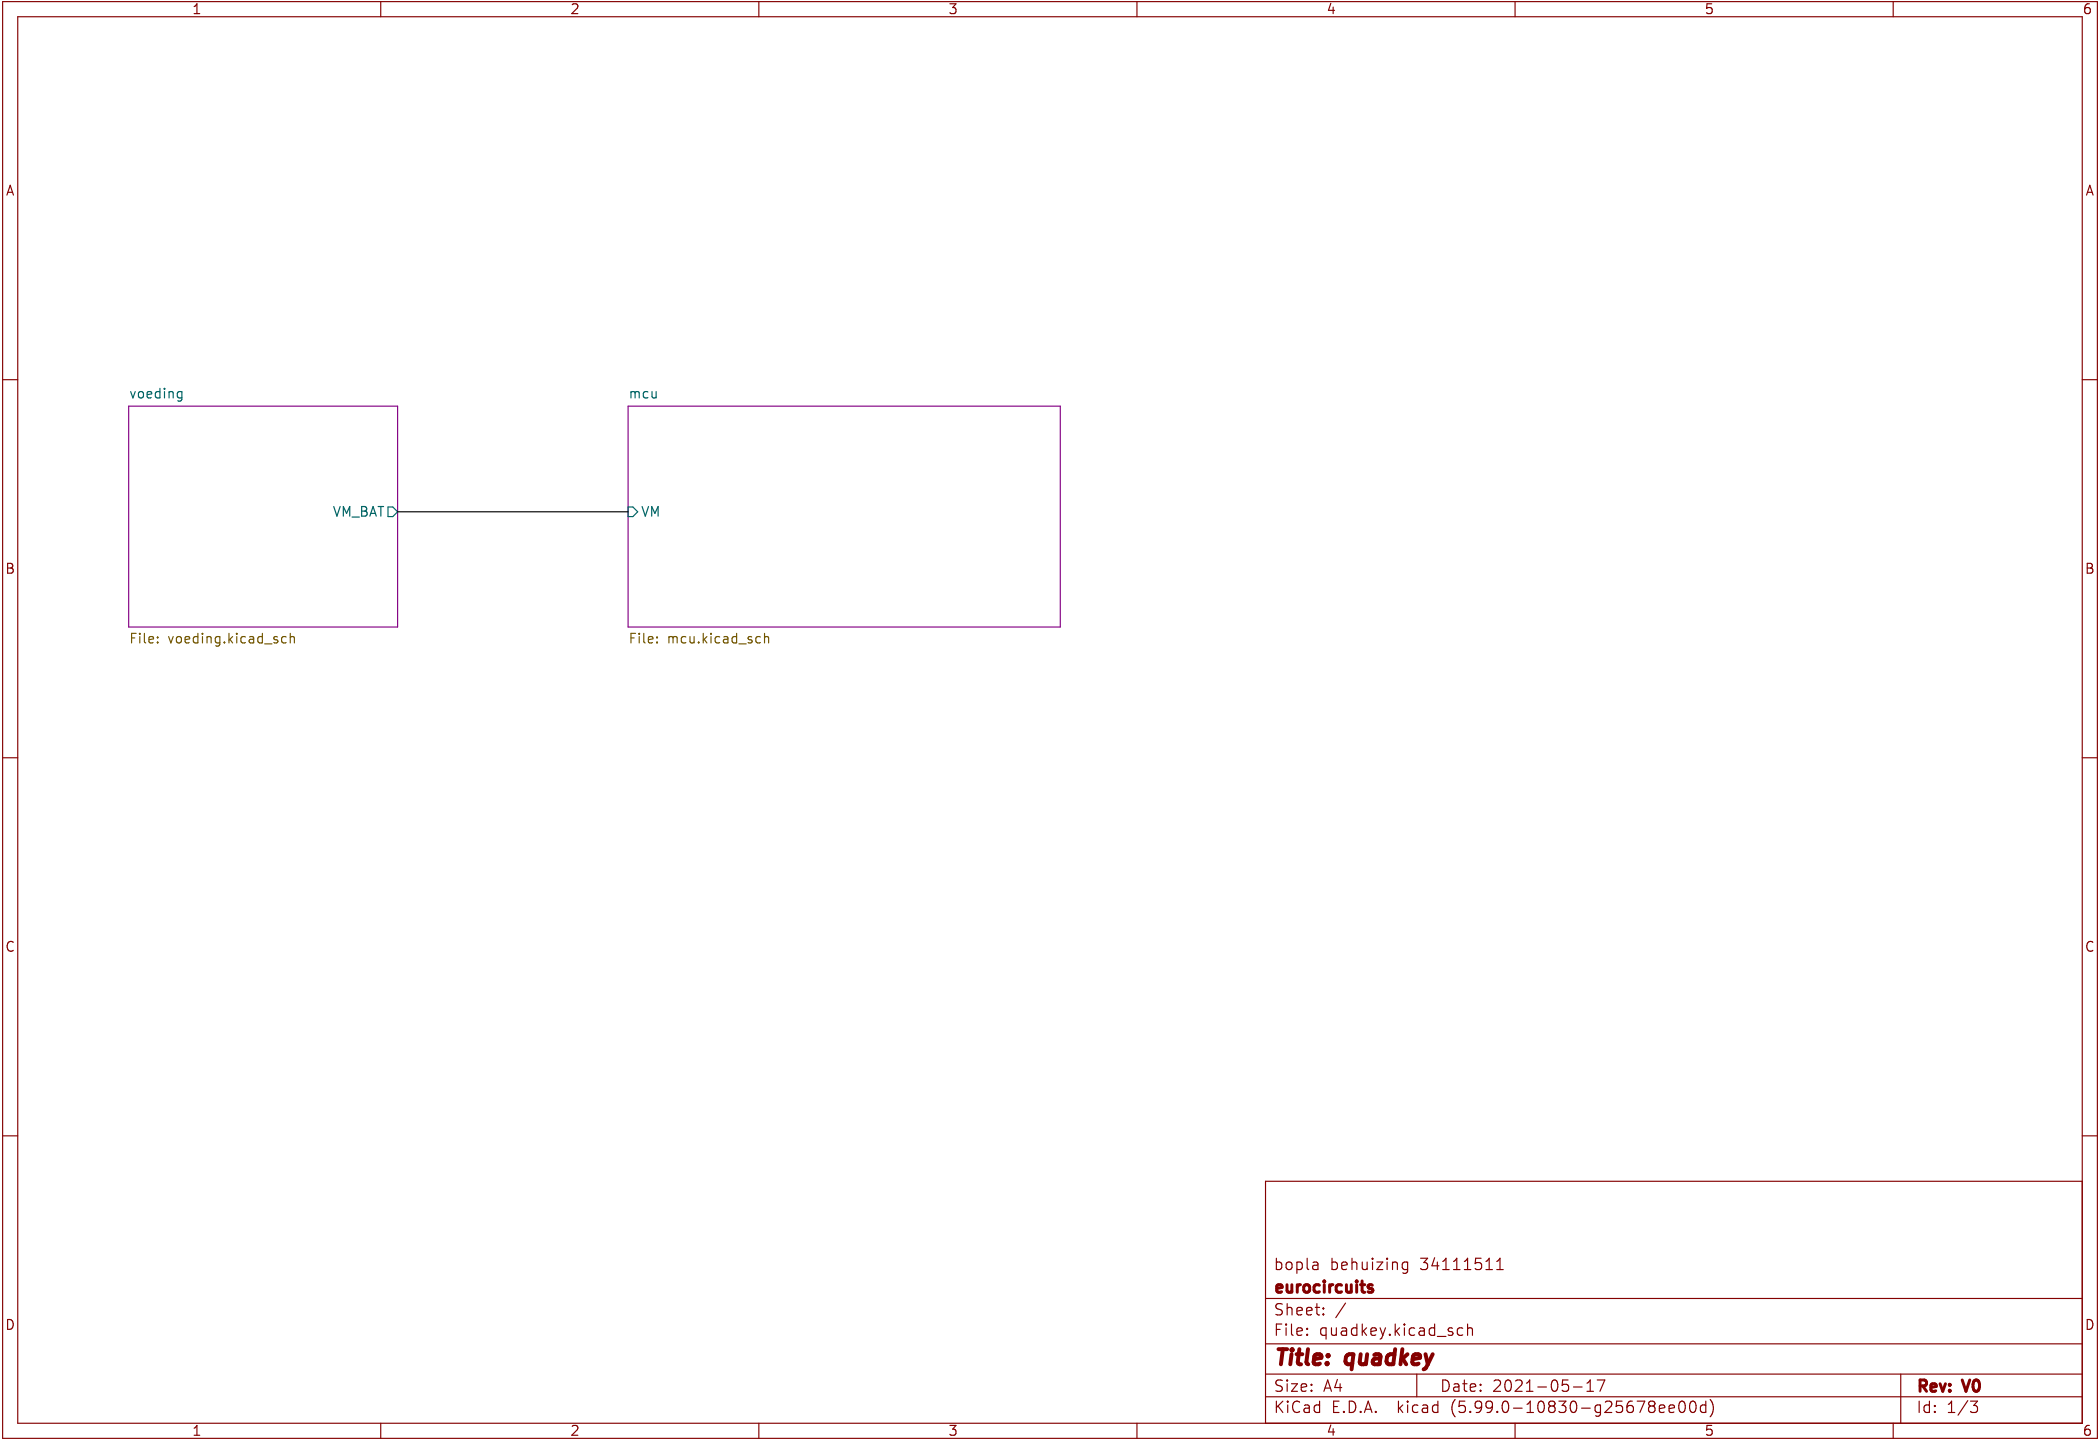 1 2 3 4 5 6
A A
voeding mcu
VM_BAT VM
B B
File: voeding.kicad_sch File: mcu.kicad_sch
C C
bopla behuizing 34111511
eurocircuits
Sheet: /
D D
File: quadkey.kicad_sch
Title: quadkey
Size: A4 Date: 2021-05-17 Rev: V0
KiCad E.D.A. kicad (5.99.0-10830-g25678ee00d) Id: 1/3
1 2 3 4 5 6